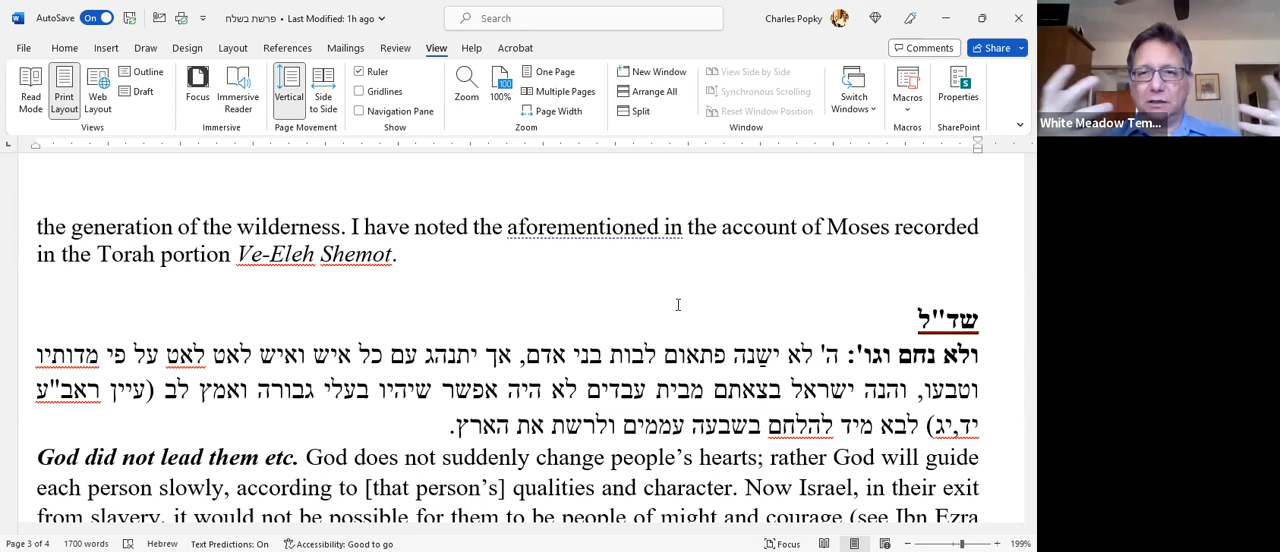 AutoSave On פרשת בשלח • Last Modified: 1h ago Search Charles Popky
File Home Insert Draw Design Layout References Mailings Review View Help Acrobat Comments Share
Read Mode
Print Layout
Web Layout
Outline
Draft
Views
Focus
Immersive Reader
Immersive
Vertical
Side to Side
Page Movement
Ruler
Gridlines
Navigation Pane
Show
Zoom
100
100%
One Page
Multiple Pages
Page Width
Zoom
New Window
Arrange All
Split
View Side by Side
Synchronous Scrolling
Reset Window Position
Switch Windows
Window
Macros
Macros
Properties
SharePoint
White Meadow Tem...
the generation of the wilderness. I have noted the aforementioned in the account of Moses recorded
in the Torah portion Ve-Eleh Shemot.
שד"ל
ולא נחם וגו': ה' לא ישַנה פתאום לבות בני אדם, אך יתנהג עם כל איש ואיש לאט לאט על פי מדותיו
וטבעו, והנה ישראל בצאתם מבית עבדים לא היה אפשר שיהיו בעלי גבורה ואמץ לב (עיין ראב"ע
יד,יג) לבא מיד להלחם בשבעה עממים ולרשת את הארץ.
God did not lead them etc. God does not suddenly change people's hearts; rather God will guide
each person slowly, according to [that person's] qualities and character. Now Israel, in their exit
from slavery, it would not be possible for them to be people of might and courage (see Ibn Ezra
Page 3 of 4 1700 words Hebrew Text Predictions: On Accessibility: Good to go Focus 199%